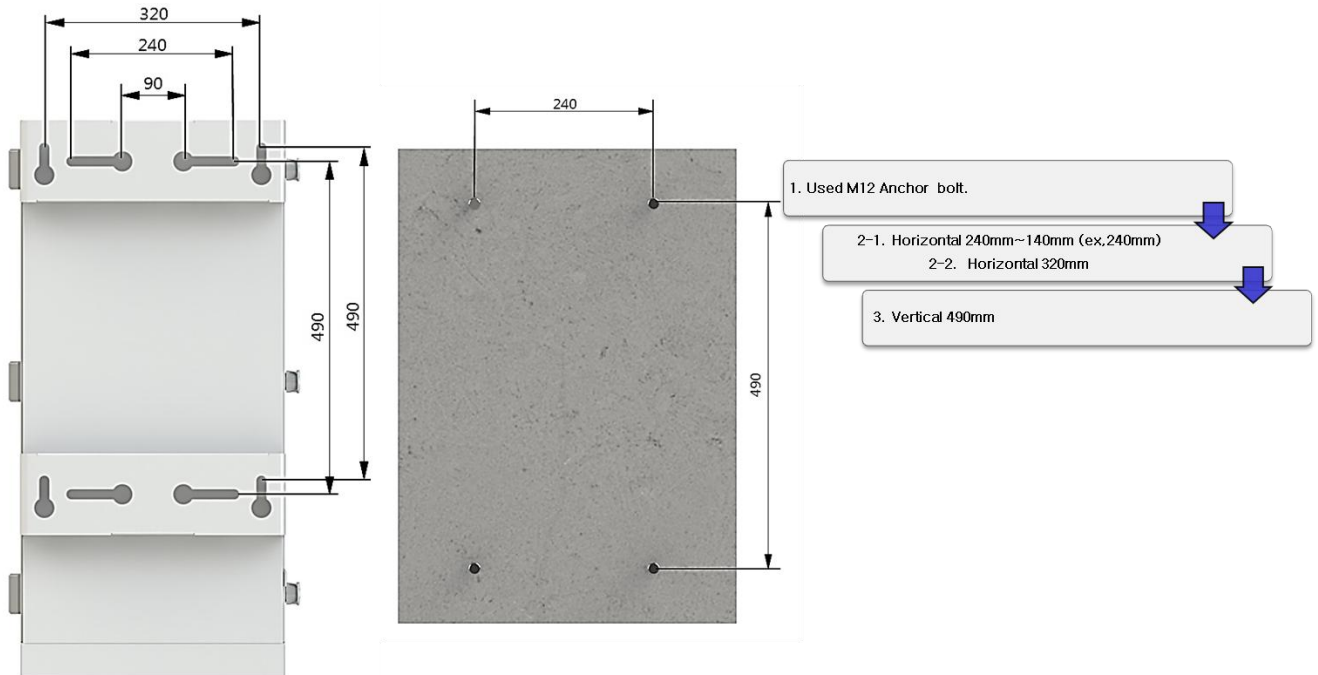 320
240
90
490
490
240
490
1. Used M12 Anchor bolt.
2-1. Horizontal 240mm~140mm (ex,240mm)
2-2. Horizontal 320mm
3. Vertical 490mm